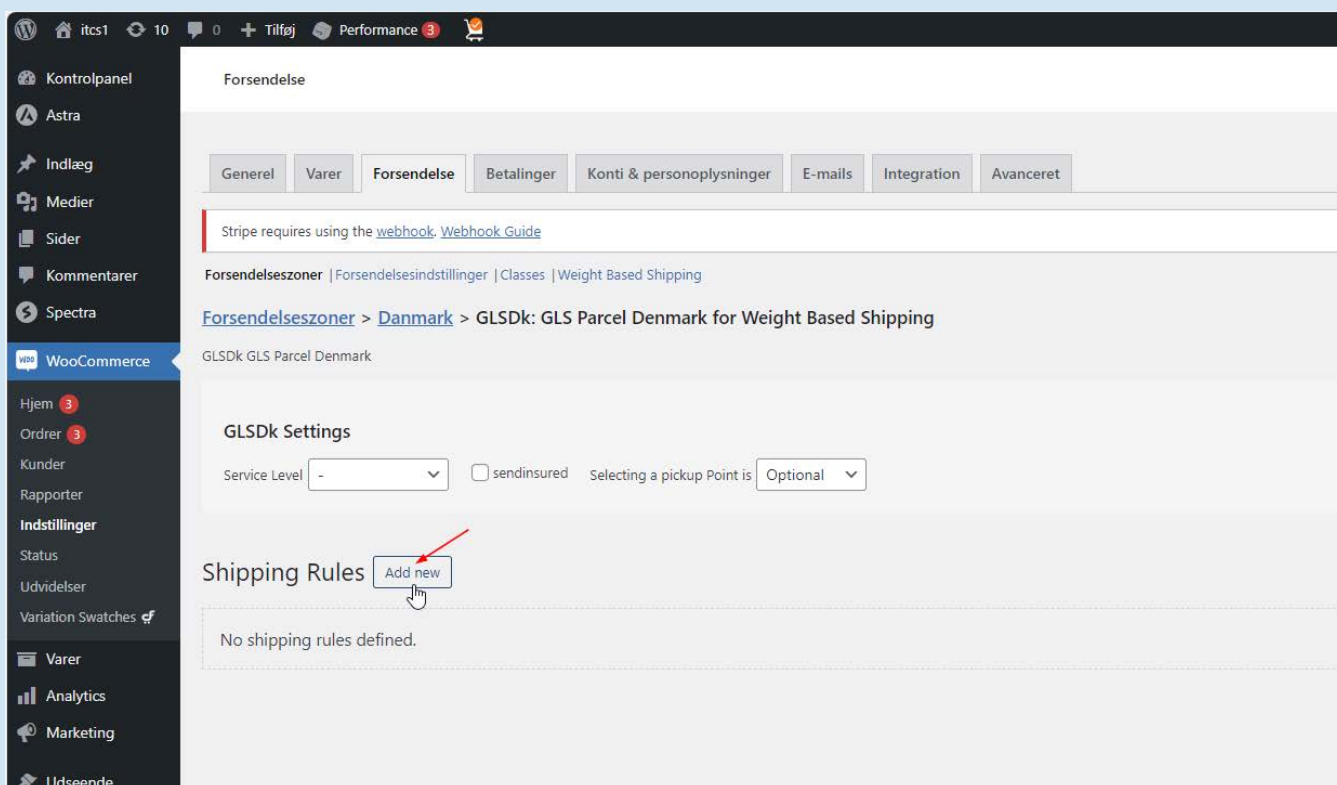 itcs1 10 0 + Tilføj Performance 3
Kontrolpanel
Astra
Indlæg
Medier
Sider
Kommentarer
Spectra
WooCommerce
Hjem 3
Ordrer 3
Kunder
Rapporter
Indstillinger
Status
Udvidelser
Variation Swatches cf
Varer
Analytics
Marketing
Udseende
Forsendelse
Generel Varer Forsendelse Betalinger Konti & personoplysninger E-mails Integration Avanceret
Stripe requires using the webhook. Webhook Guide
Forsendelseszoner | Forsendelsesindstillinger | Classes | Weight Based Shipping
Forsendelseszoner > Danmark > GLSDk: GLS Parcel Denmark for Weight Based Shipping
GLSDk GLS Parcel Denmark
GLSDk Settings
Service Level - sendinsured Selecting a pickup Point is Optional
Shipping Rules Add new
No shipping rules defined.